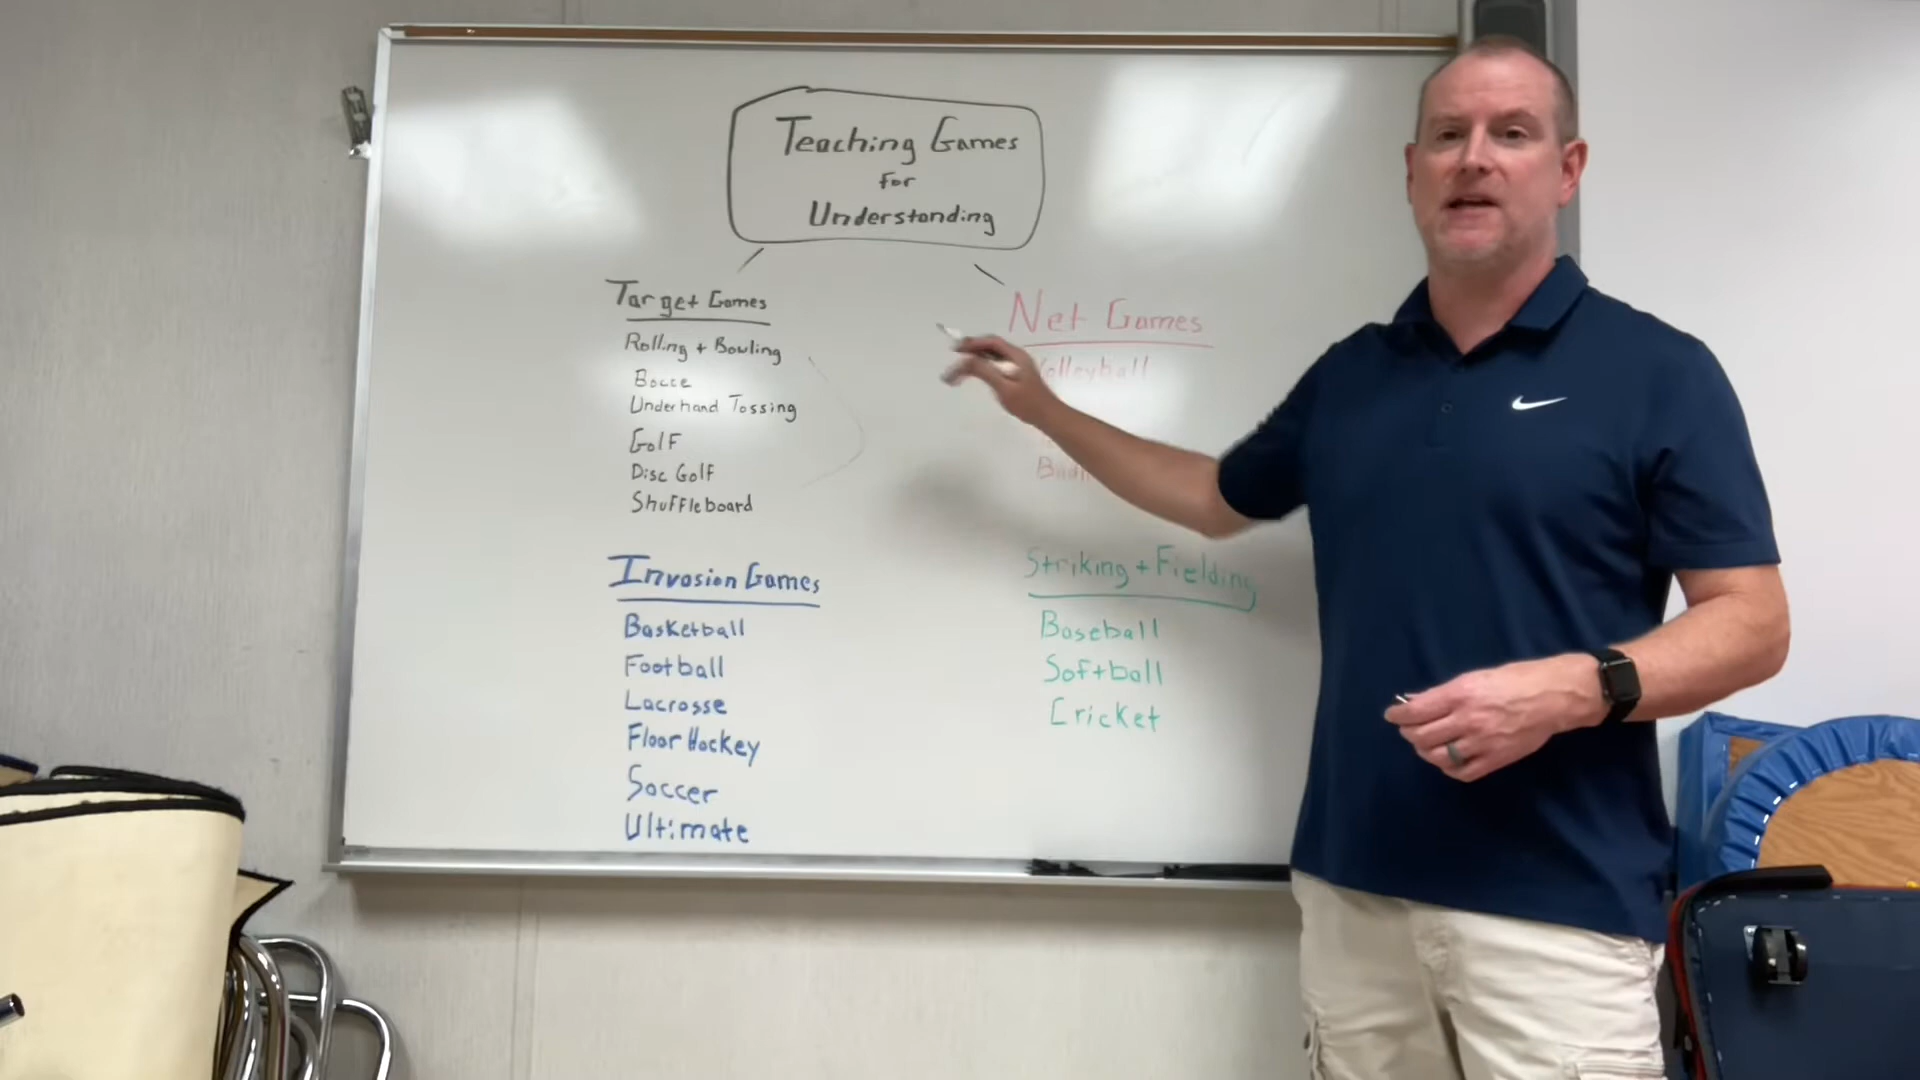 Teaching Games
for
Understanding
Target Games
Rolling + Bowling
Bocce
Underhand Tossing
Golf
Disc Golf
Shuffleboard
Net Games
Volleyball
Invasion Games
Basketball
Football
Lacrosse
Floor Hockey
Soccer
Ultimate
Striking + Fielding
Baseball
Softball
Cricket